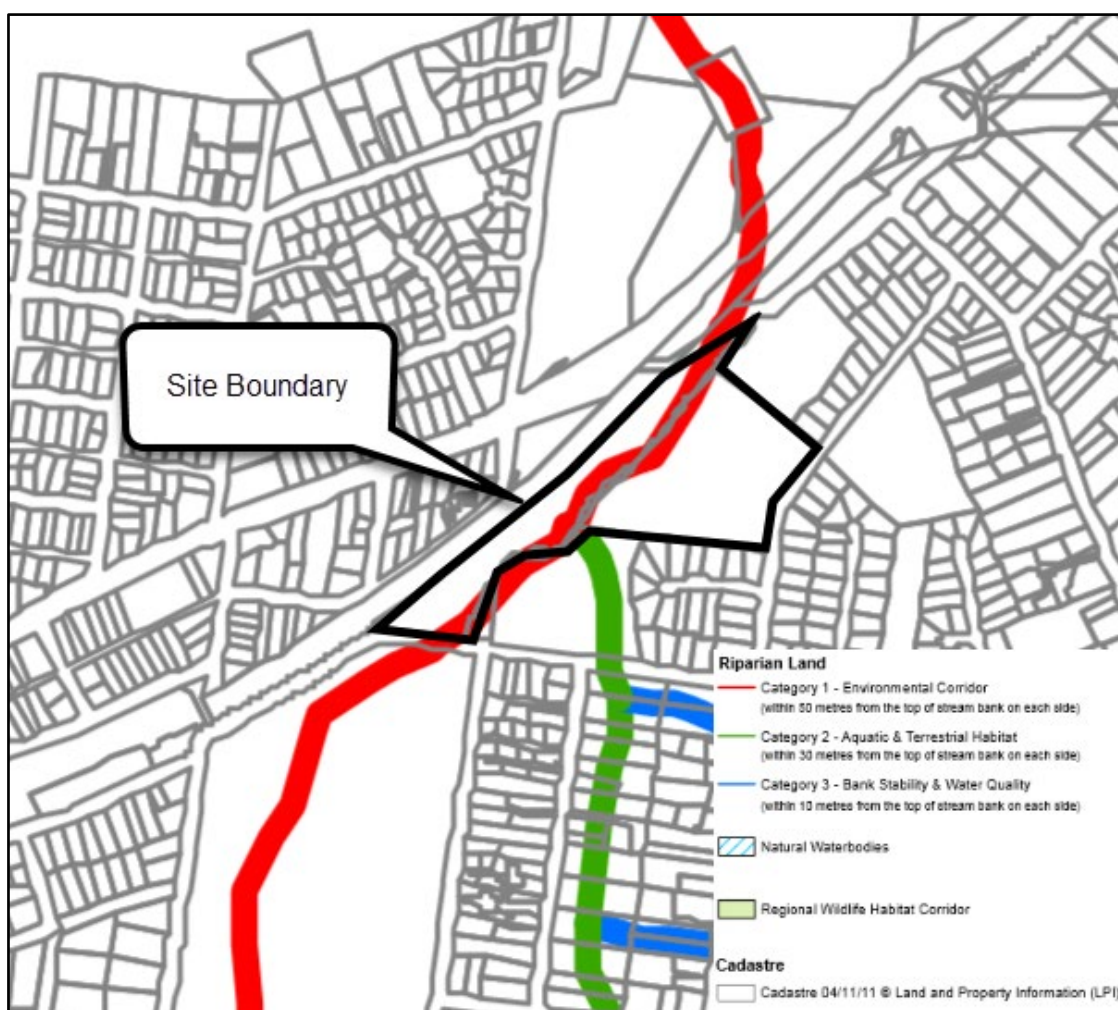 Site Boundary
Riparian Land
Category 1 - Environmental Corridor
(within 50 metres from the top of stream bank on each side)
Category 2 - Aquatic & Terrestrial Habitat
(within 30 metres from the top of stream bank on each side)
Category 3 - Bank Stability & Water Quality
(within 10 metres from the top of stream bank on each side)
Natural Waterbodies
Regional Wildlife Habitat Corridor
Cadastre
Cadastre 04/11/11 © Land and Property Information (LPI)